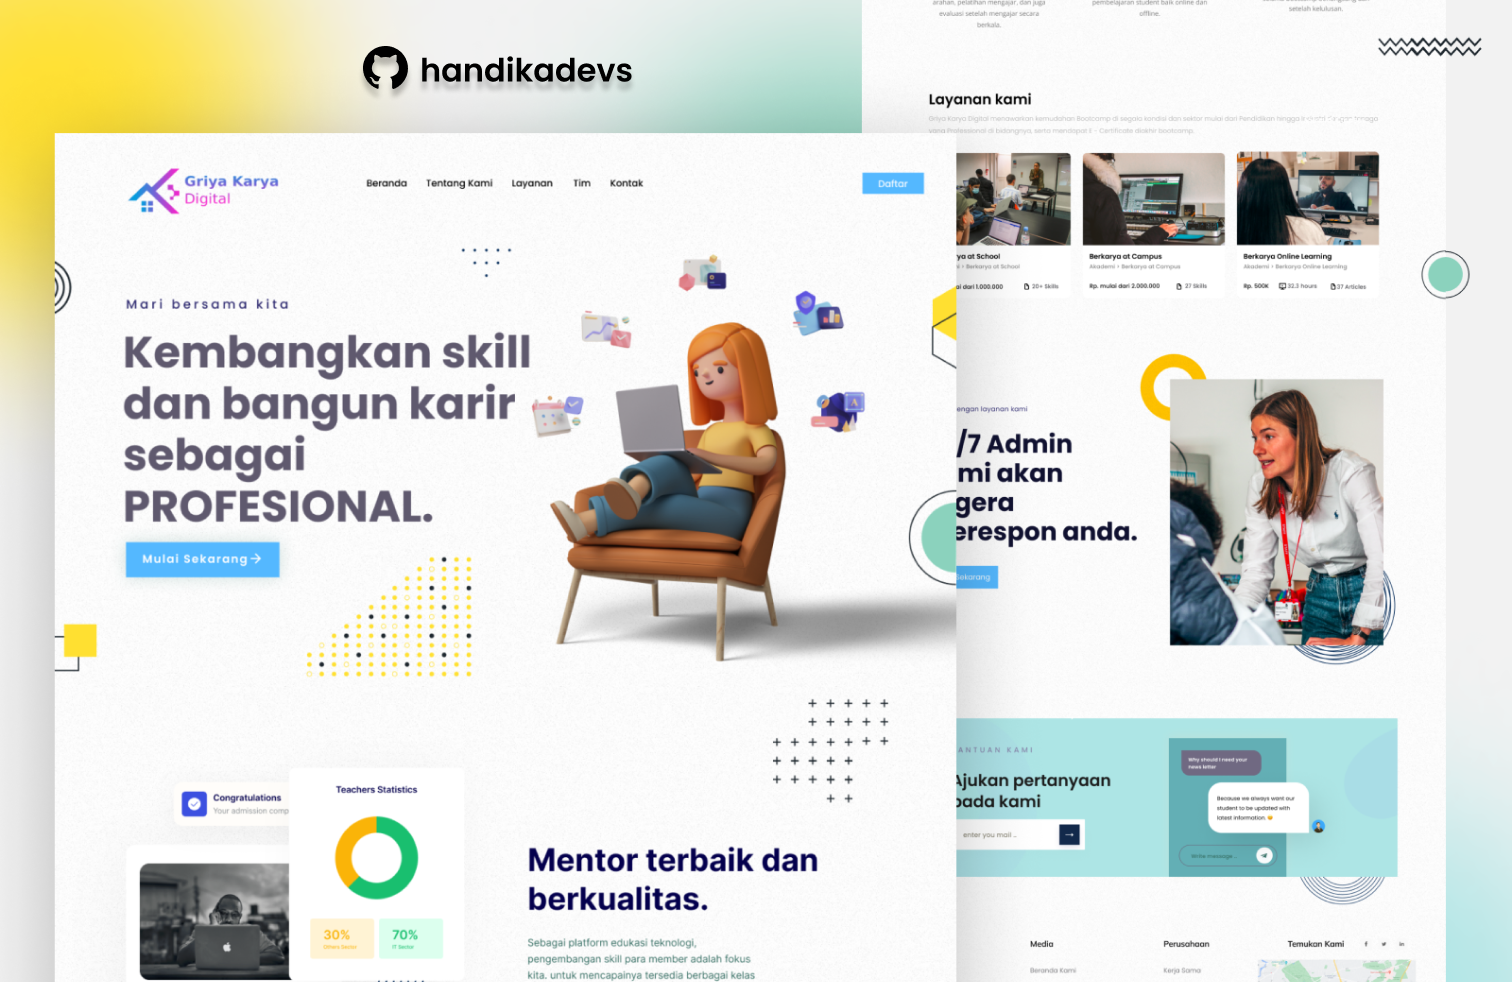 handikadevs
Griya Karya
Digital
Beranda
Tentang Kami
Layanan
Tim
Kontak
Daftar
Mari bersama kita
Kembangkan skill
dan bangun karir
sebagai
PROFESIONAL.
Mulai Sekarang→
Congratulations
Your admission comp
Teachers Statistics
30%
Others Senior
70%
IT Senior
Mentor terbaik dan
berkualitas.
Sebagai platform edukasi teknologi,
pengembangan skill para member adalah fokus
kita, untuk mencapainya tersedia berbagai kelas
arahan, pelatihan mengajar, dan juga
evaluasi setelah mengajar secara
berkala.
pembelajaran student baik online dan
offline.
setelah kelulusan.
Layanan kami
Griya Karya Digital menawarkan kemudahan Bootcamp di segala kondisi dan sektor mulai dari Pendidikan hingga
yang Profesional di bidangnya, serta mendapat E - Certificate diakhir bootcamp.
ya at School
Akademi > Berkarya at School
ai dari 1.000.000
20+ Skills
Berkarya at Campus
Akademi > Berkarya at Campus
Rp. mulai dari 2.000.000
27 Skills
Berkarya Online Learning
Akademi > Berkarya Online Learning
Rp. 500K
32.3 hours
37 Articles
engan layanan kami
/7 Admin
mi akan
gera
erespon anda.
Sekarang
ANTUAN KAMI
Ajukan pertanyaan
pada kami
enter you mail ..
→
Why should I need your
news letter
Because we always want our
student to be updated with
latest information.
Write message...
Media
Beranda Kami
Perusahaan
Kerja Sama
Temukan Kami